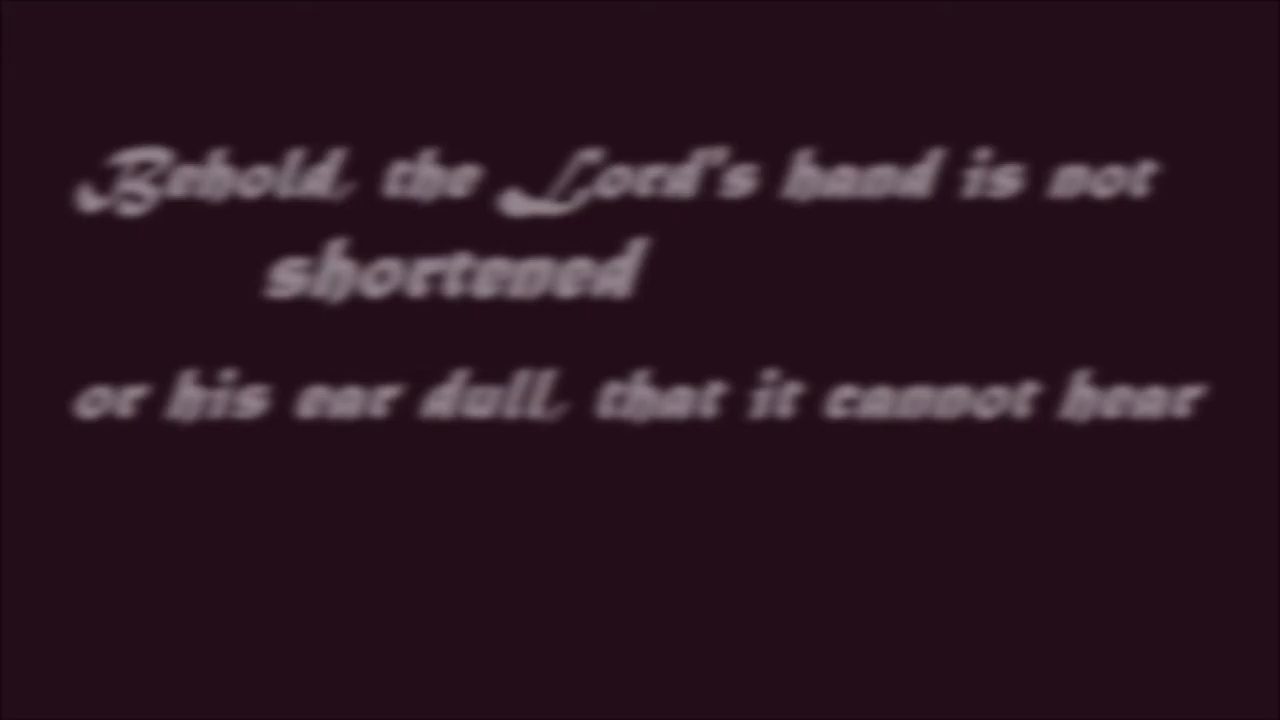 Behold, the Lord's hand is not
shortened
or his ear dull, that it cannot hear